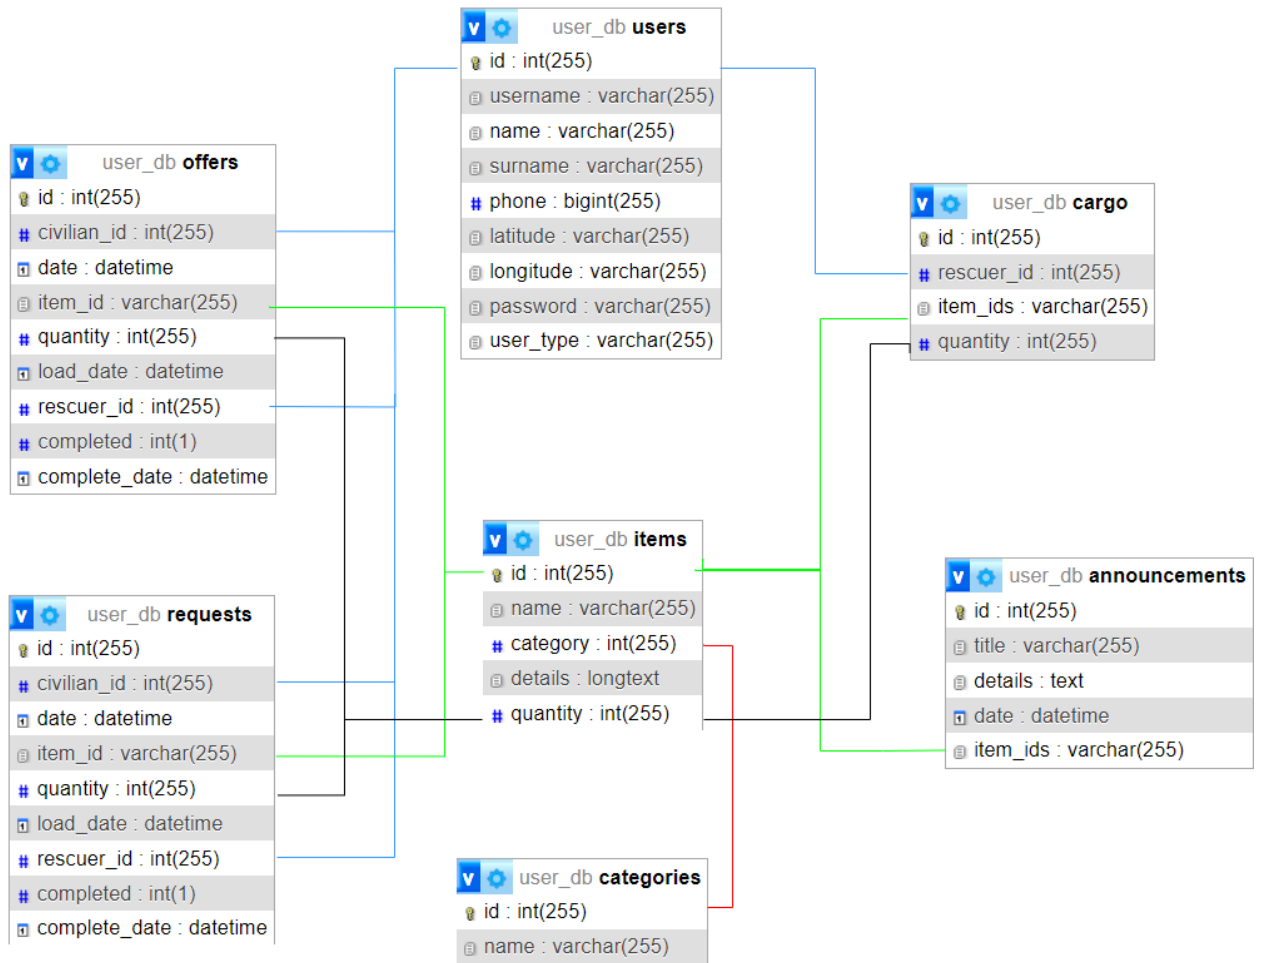 user_db users
id : int(255)
username : varchar(255)
name : varchar(255)
surname : varchar(255)
phone : bigint(255)
latitude : varchar(255)
longitude : varchar(255)
password : varchar(255)
user_type : varchar(255)
user_db offers
id : int(255)
civilian_id : int(255)
date : datetime
item_id : varchar(255)
quantity : int(255)
load_date : datetime
rescuer_id : int(255)
completed : int(1)
complete_date : datetime
user_db cargo
id : int(255)
rescuer_id : int(255)
item_ids : varchar(255)
quantity : int(255)
user_db items
id : int(255)
name : varchar(255)
category : int(255)
details : longtext
quantity : int(255)
user_db announcements
id : int(255)
title : varchar(255)
details : text
date : datetime
item_ids : varchar(255)
user_db requests
id : int(255)
civilian_id : int(255)
date : datetime
item_id : varchar(255)
quantity : int(255)
load_date : datetime
rescuer_id : int(255)
completed : int(1)
complete_date : datetime
user_db categories
id : int(255)
name : varchar(255)